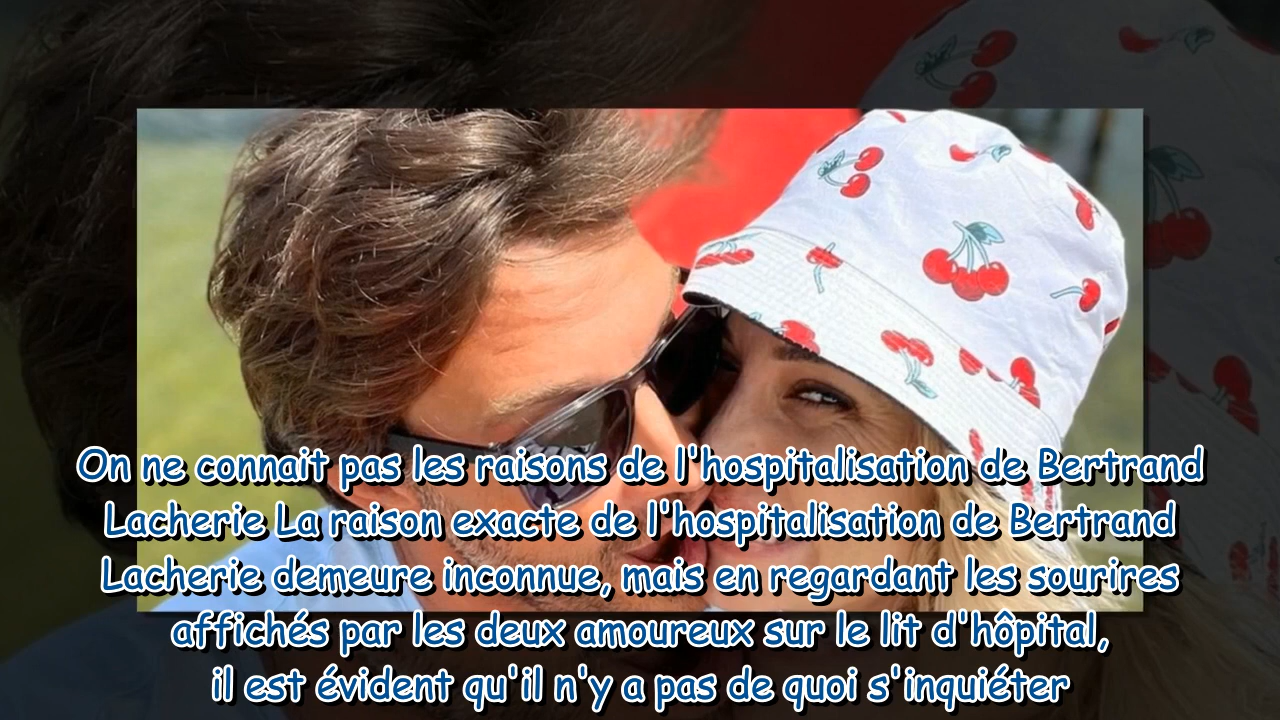 On ne connait pas les raisons de l'hospitalisation de Bertrand
Lacherie La raison exacte de l'hospitalisation de Bertrand
Lacherie demeure inconnue, mais en regardant les sourires
affichés par les deux amoureux sur le lit d'hôpital,
il est évident qu'il n'y a pas de quoi s'inquiéter